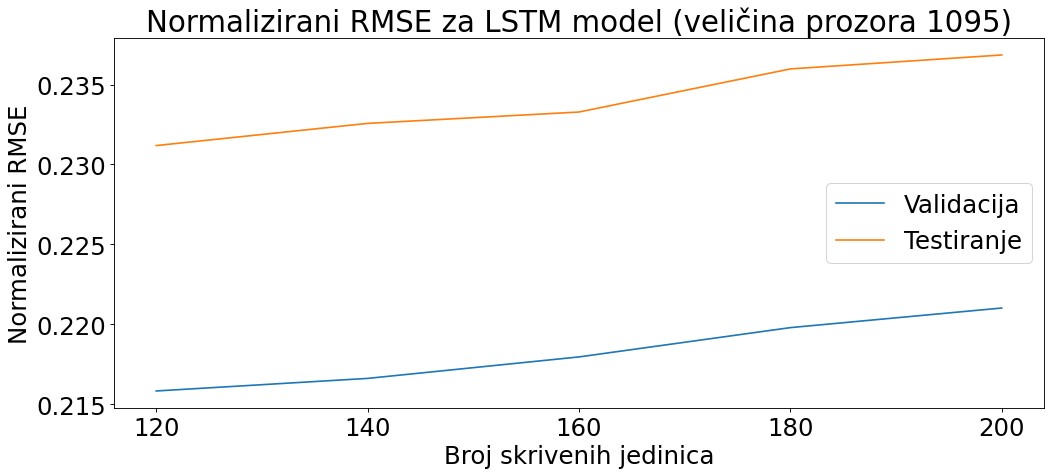 Normalizirani RMSE za LSTM model (veličina prozora 1095)
Normalizirani RMSE
0.235
0.230
0.225
0.220
0.215
Validacija
Testiranje
120 140 160 180 200
Broj skrivenih jedinica